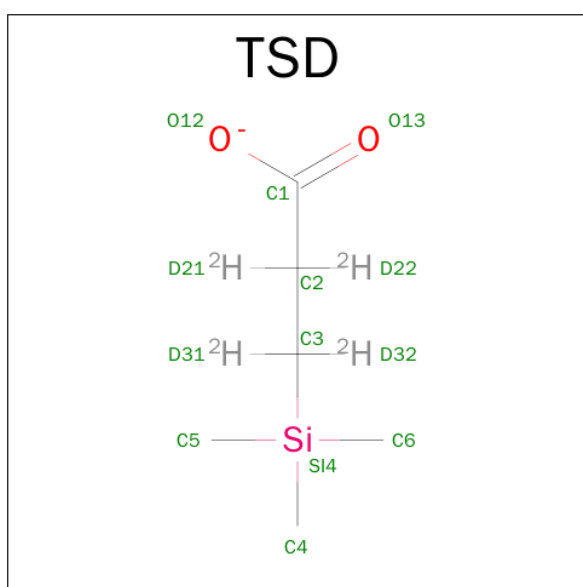 TSD
O12 O- O O13
C1
D21 2H 2H D22
C2
C3
D31 2H 2H D32
C5 Si C6
SI4
C4